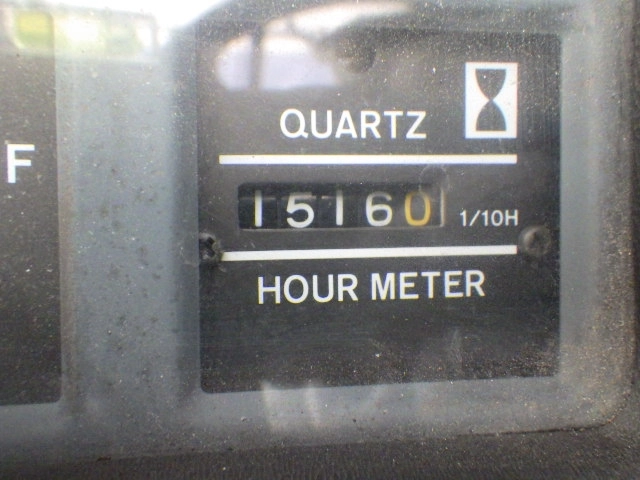 F
QUARTZ
15160 1/10H
HOUR METER